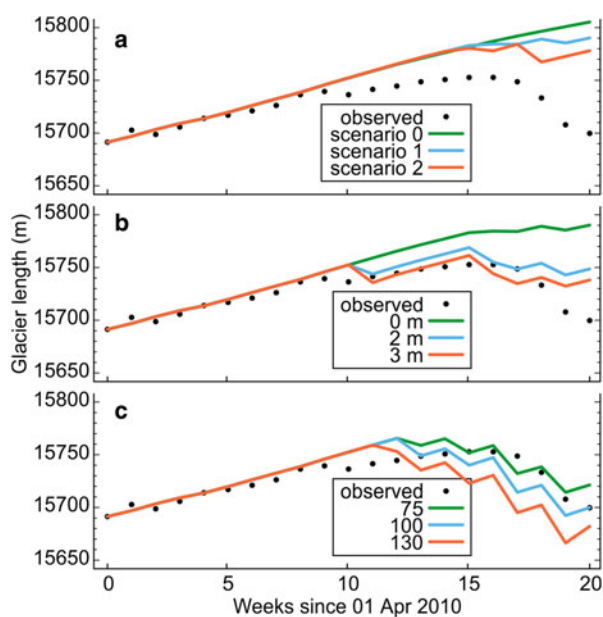 15800
15750
15700
15650
a
observed
scenario 0
scenario 1
scenario 2
Glacier length (m)
15800
15750
15700
15650
b
observed
0 m
2 m
3 m
15800
15750
15700
15650
c
observed
75
100
130
0 5 10 15 20
Weeks since 01 Apr 2010